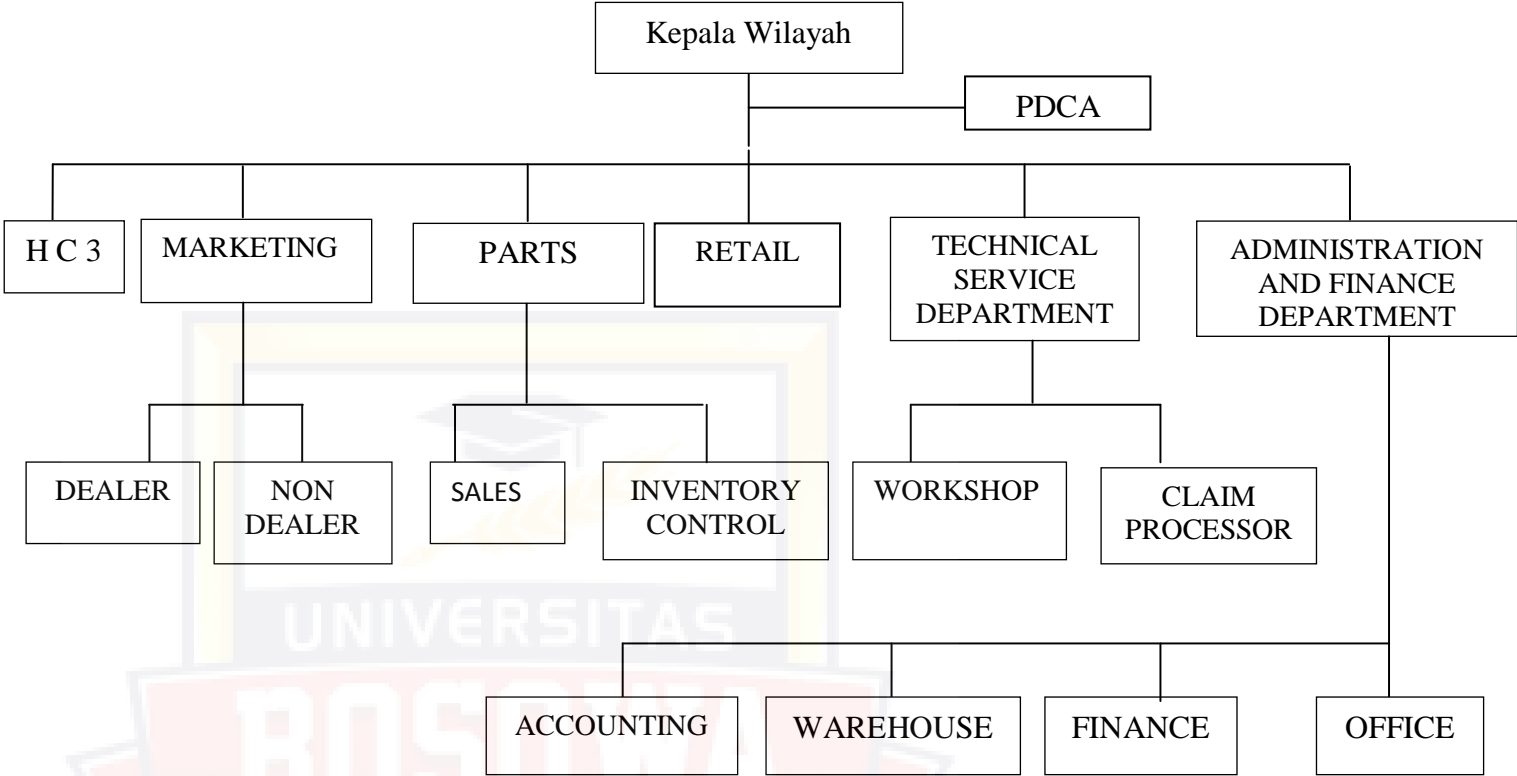 Kepala Wilayah
PDCA
H C 3
MARKETING
PARTS
RETAIL
TECHNICAL
SERVICE
DEPARTMENT
ADMINISTRATION
AND FINANCE
DEPARTMENT
DEALER
NON
DEALER
SALES
INVENTORY
CONTROL
WORKSHOP
CLAIM
PROCESSOR
UNIVERSITAS
BOSOWA
ACCOUNTING
WAREHOUSE
FINANCE
OFFICE